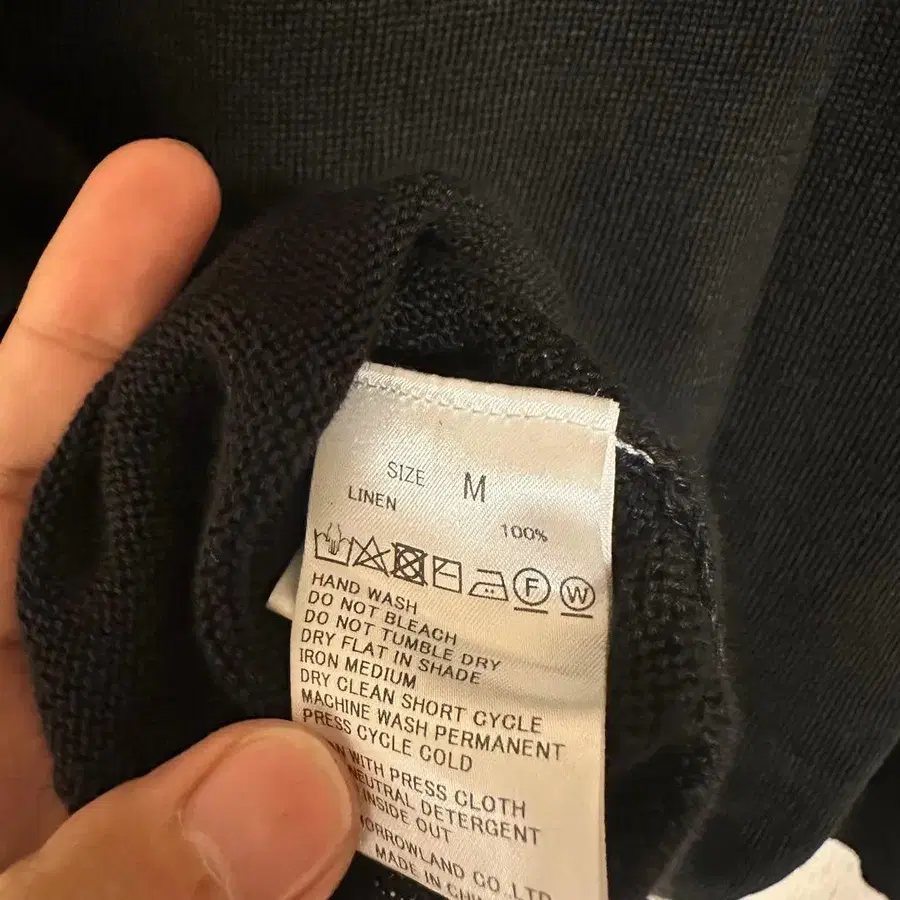 SIZE M
LINEN 100%
F W
HAND WASH
DO NOT BLEACH
DO NOT TUMBLE DRY
DRY FLAT IN SHADE
IRON MEDIUM
DRY CLEAN SHORT CYCLE
MACHINE WASH PERMANENT
PRESS CYCLE COLD
WITH PRESS CLOTH
NEUTRAL DETERGENT
INSIDE OUT
CO.,LTD
MADE IN